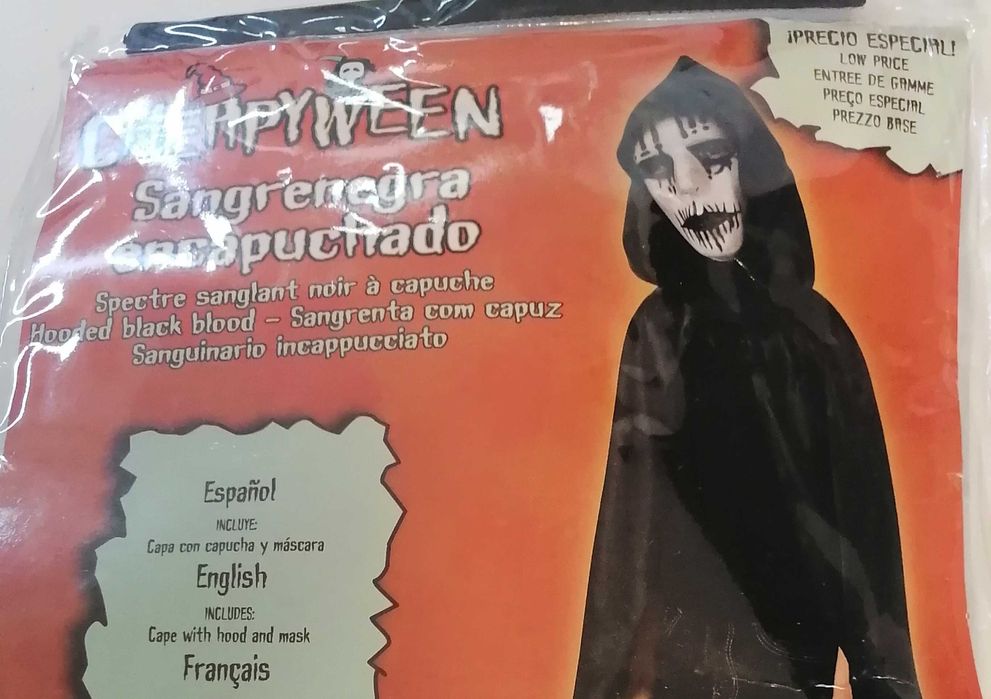 CHEAPYWEEN
Sangrenegra
encapuchado
Spectre sanglant noir à capuche
Hooded black blood – Sangrenta com capuz
Sanguinario incappucciato
¡PRECIO ESPECIAL!
LOW PRICE
ENTREE DE GAMME
PREÇO ESPECIAL
PREZZO BASE
Español
INCLUYE:
Capa con capucha y máscara
English
INCLUDES:
Cape with hood and mask
Français